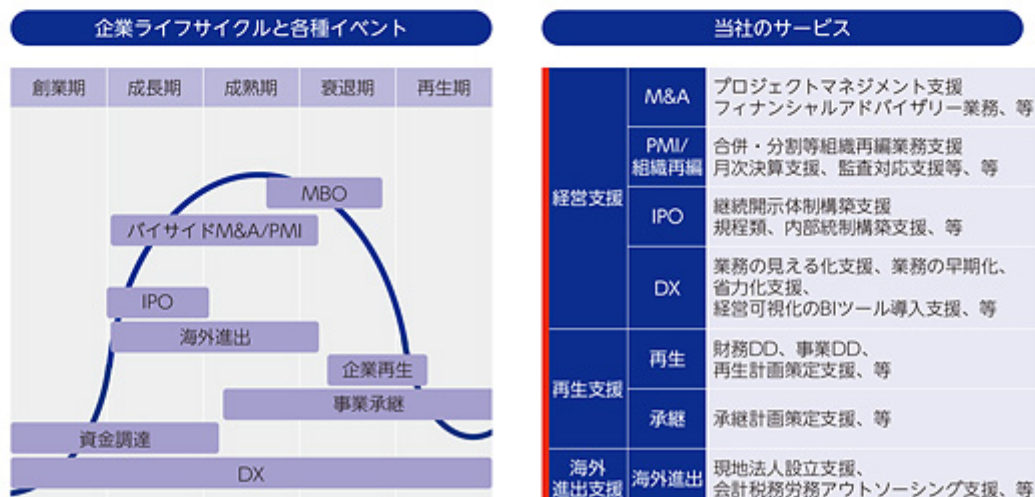 企業ライフサイクルと各種イベント
創業期
成長期
成熟期
衰退期
再生期
MBO
バイサイドM&A/PMI
IPO
海外進出
企業再生
事業承継
資金調達
DX
当社のサービス
経営支援
M&A
プロジェクトマネジメント支援
フィナンシャルアドバイザリー業務、等
PMI/
組織再編
合併・分割等組織再編業務支援
月次決算支援、監査対応支援等、等
IPO
継続開示体制構築支援
規程類、内部統制構築支援、等
DX
業務の見える化支援、業務の早期化、
省力化支援、
経営可視化のBIツール導入支援、等
再生支援
再生
財務DD、事業DD、
再生計画策定支援、等
承継
承継計画策定支援、等
海外
進出支援
海外進出
現地法人設立支援、
会計税務労務アウトソーシング支援、等